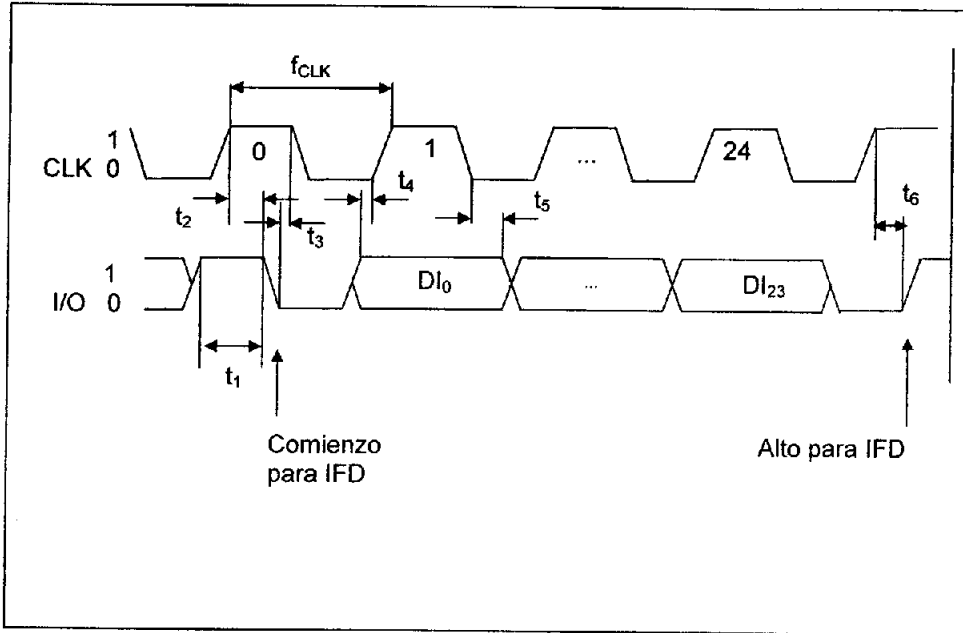 fCLK
1
0
CLK
0
1
...
24
t4
t5
t6
t2
t3
1
0
I/O
DI0
...
DI23
t1
Comienzo
para IFD
Alto para IFD